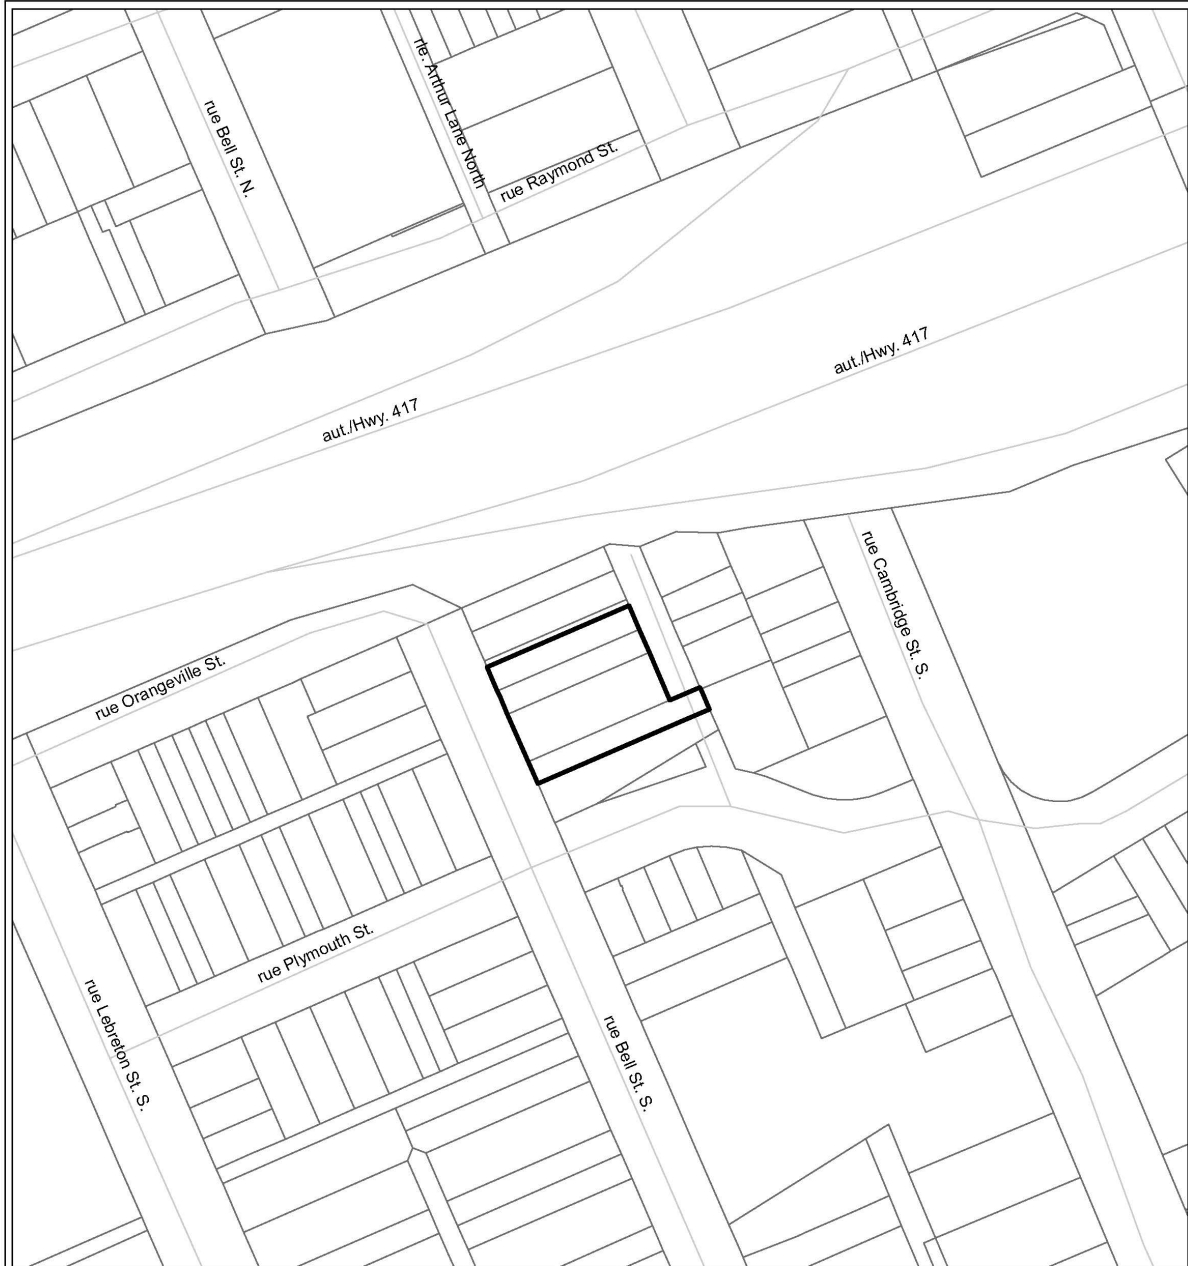 rue Bell St. N.
rle. Arthur Lane North
rue Raymond St.
aut./Hwy. 417
aut./Hwy. 417
rue Cambridge St. S.
rue Orangeville St.
rue Plymouth St.
rue Lebreton St. S.
rue Bell St. S.